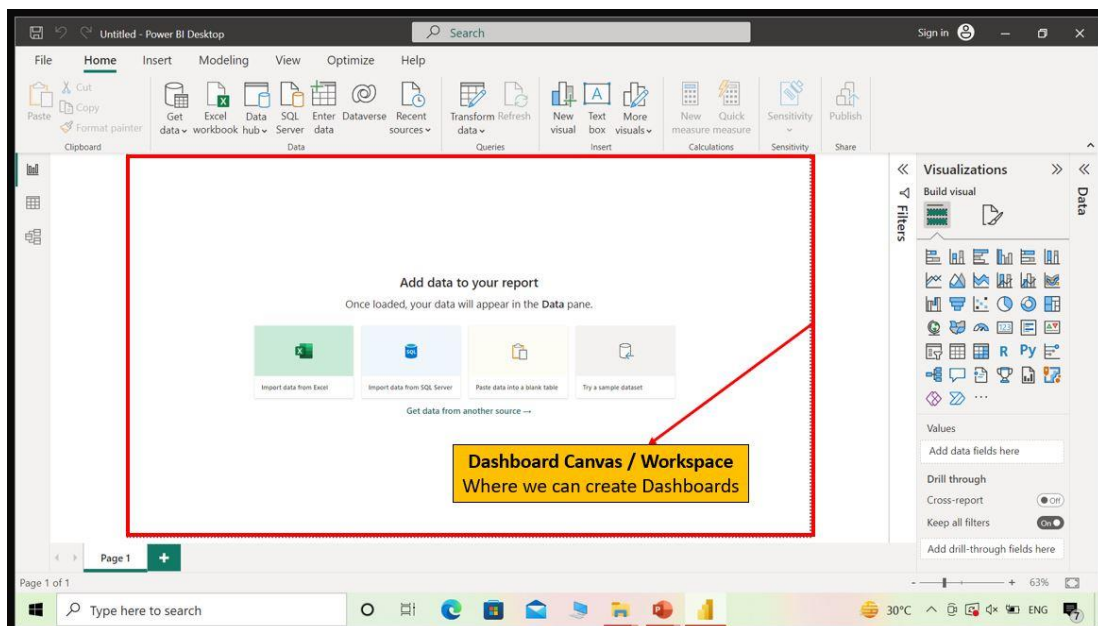 Untitled - Power BI Desktop
Search
Sign in
File Home Insert Modeling View Optimize Help
Paste
Cut
Copy
Format painter
Get data
Excel workbook
Data hub
SQL Server
Enter data
Dataverse
Recent sources
Transform data
Refresh
New visual
Text box
More visuals
New measure
Quick measure
Sensitivity
Publish
Clipboard Data Queries Insert Calculations Sensitivity Share
Visualizations
Data
Filters
Build visual
Add data to your report
Once loaded, your data will appear in the Data pane.
Import data from Excel
Import data from SQL Server
Paste data into a blank table
Try a sample dataset
Get data from another source →
Dashboard Canvas / Workspace
Where we can create Dashboards
123
R Py
...
Values
Add data fields here
Drill through
Cross-report Off
Keep all filters On
Add drill-through fields here
Page 1 +
Page 1 of 1
- + 63%
Type here to search
30°C ENG 7